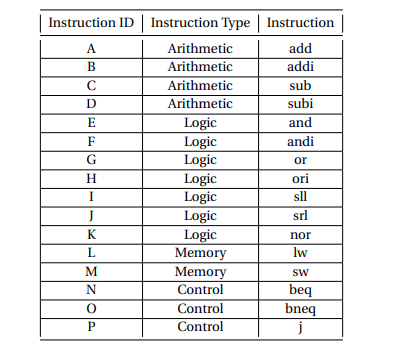 Instruction ID Instruction Type Instruction
A Arithmetic add
B Arithmetic addi
C Arithmetic sub
D Arithmetic subi
E Logic and
F Logic andi
G Logic or
H Logic ori
I Logic sll
J Logic srl
K Logic nor
L Memory lw
M Memory sw
N Control beq
O Control bneq
P Control j